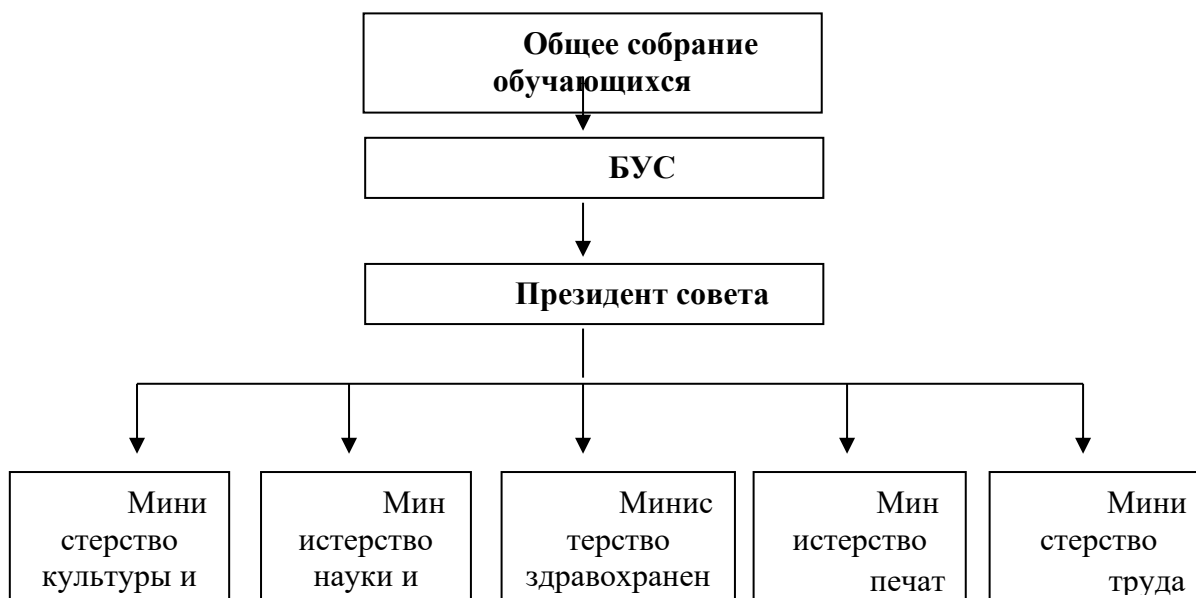 Общее собрание
обучающихся
БУС
Президент совета
Мини
стерство
культуры и
Мин
истерство
науки и
Минис
терство
здравохранен
Мин
истерство
печат
Мини
стерство
труда